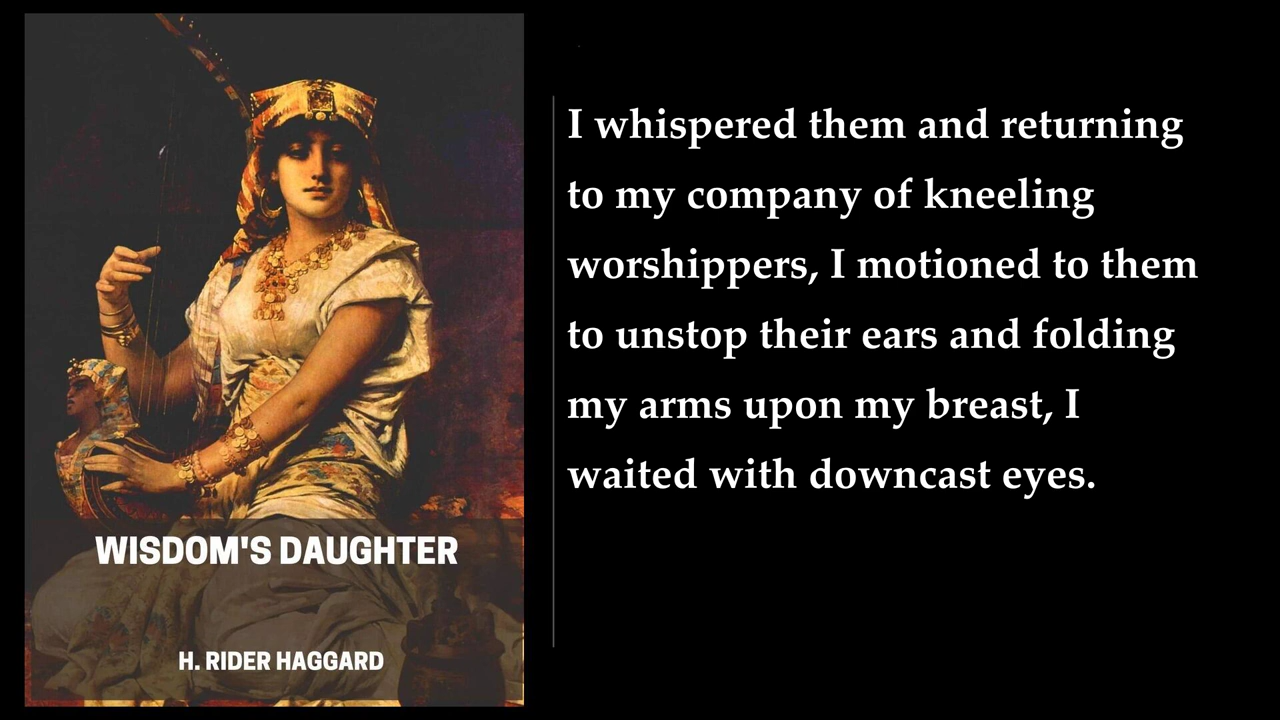 WISDOM'S DAUGHTER
H. RIDER HAGGARD
I whispered them and returning
to my company of kneeling
worshippers, I motioned to them
to unstop their ears and folding
my arms upon my breast, I
waited with downcast eyes.